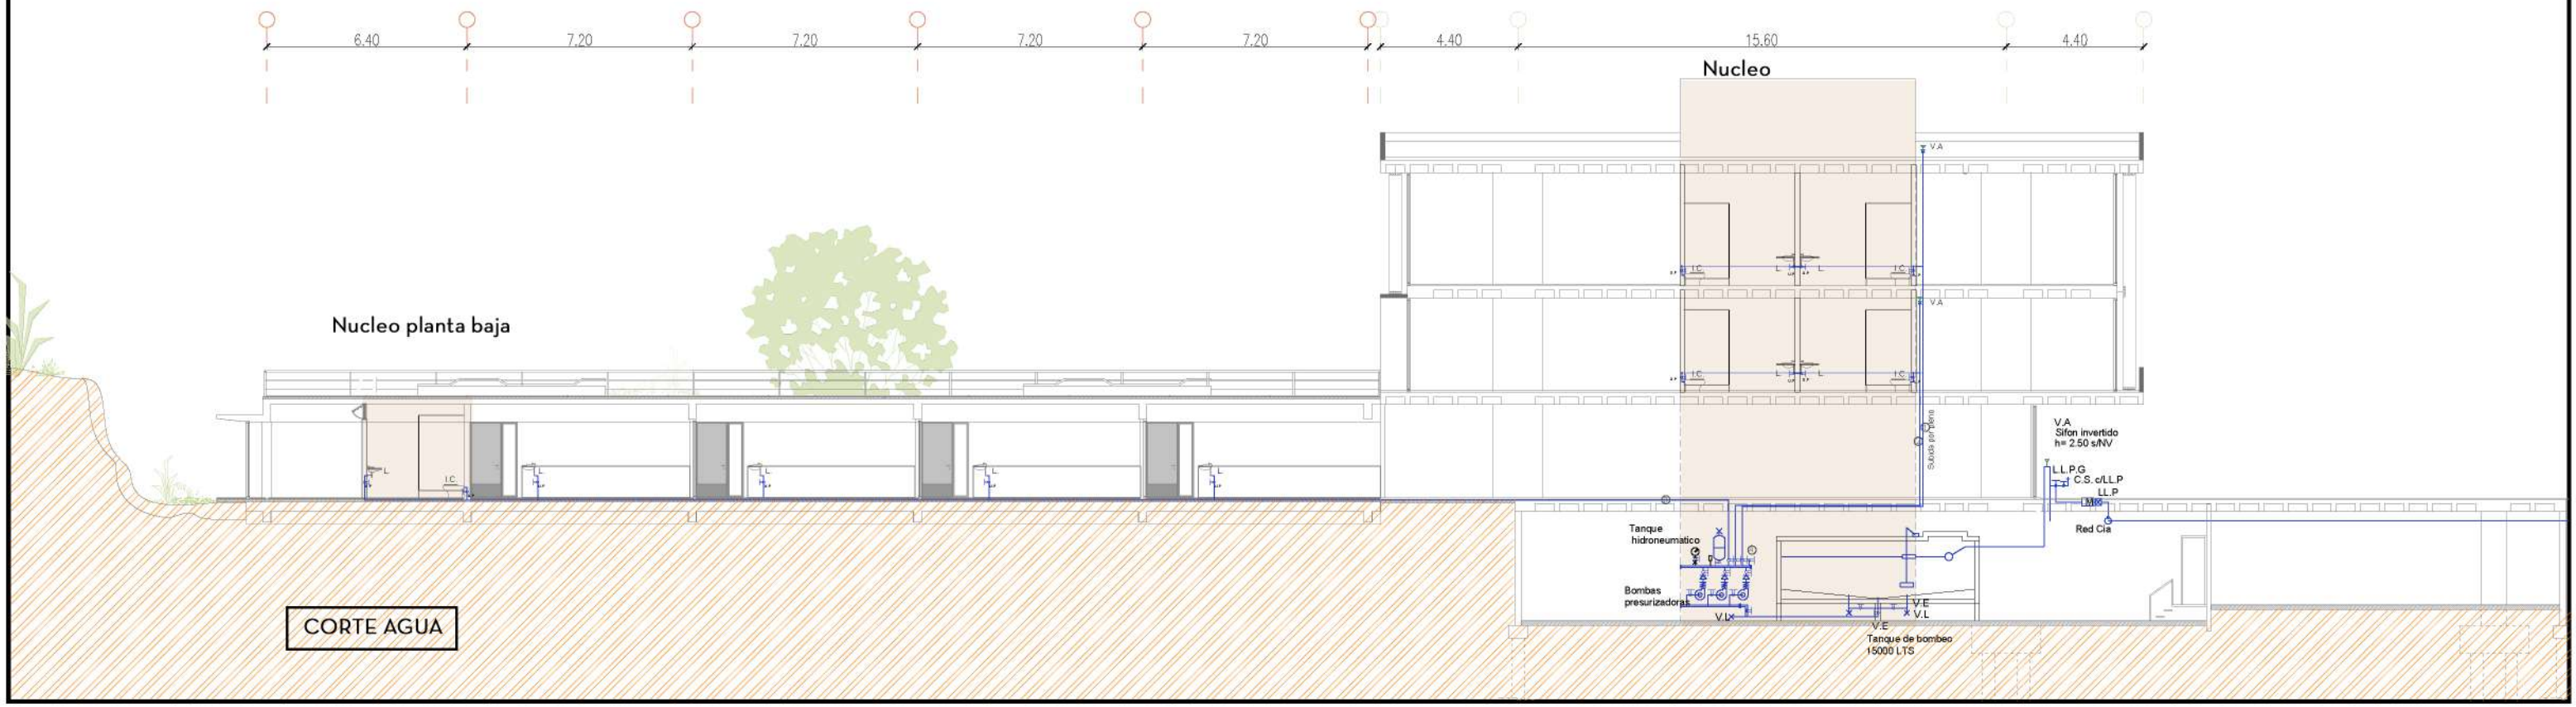 6.40
7.20
7.20
7.20
7.20
4.40
15.60
4.40
Nucleo
V.A
I.C.
L.
L.
I.C.
V.A
Nucleo planta baja
I.C.
L.
L.
I.C.
Subida por pleno
V.A
Sifon invertido
h= 2.50 s/NV
L.
I.C.
L.
L.
L.
L.
L.L.P.G
C.S. c/LL.P
LL.P
M
Red Cia
Tanque
hidroneumatico
Bombas
presurizadoras
V.L
V.E
V.L
V.E
Tanque de bombeo
15000 LTS
CORTE AGUA